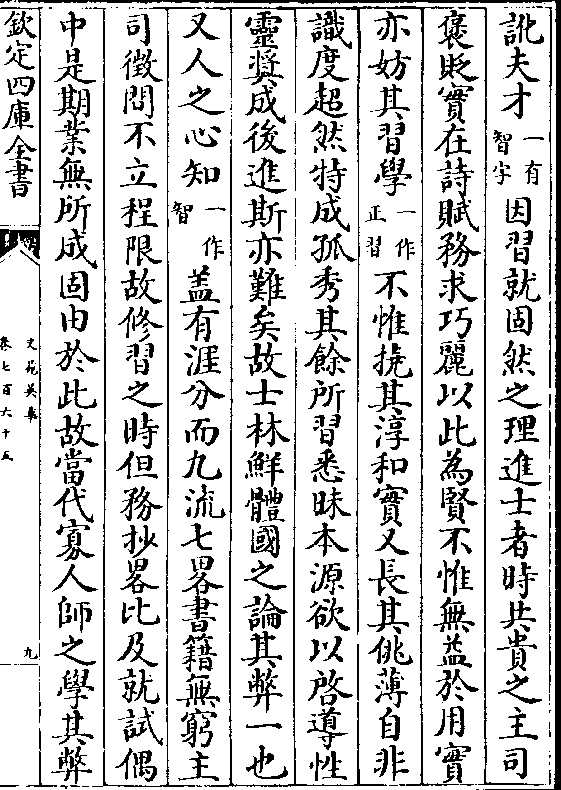 訛夫才一有智字因習就固然之理進士者時共貴之主司
褒貶實在詩賦務求巧麗以此為賢不惟無益於用實
亦妨其習學一作正習不惟撓其淳和實又長其佻薄自非
識度超然特成孤秀其餘所習悉昧本源欲以啓導性
靈奬成後進斯亦難矣故士林鮮體國之論其弊一也
又人之心知一作智盖有涯分而九流七畧書籍無窮主
司徴問不立程限故修習之時但務抄畧比及就試偶
中是期業無所成固由於此故當代寡人師之學其弊
欽定四庫全書
文苑英華
卷七百六十五
九